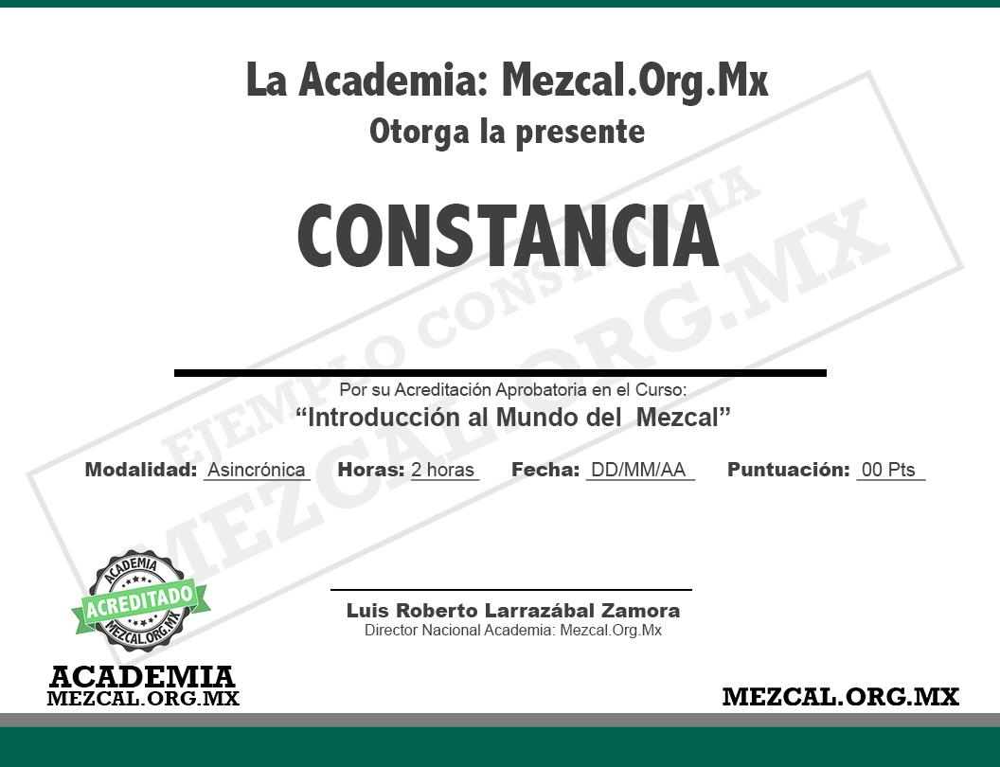 La Academia: Mezcal.Org.Mx
Otorga la presente
CONSTANCIA
EJEMPLO CONSTANCIA
MEZCAL.ORG.MX
Por su Acreditación Aprobatoria en el Curso:
“Introducción al Mundo del  Mezcal”
Modalidad: Asincrónica Horas: 2 horas Fecha: DD/MM/AA Puntuación: 00 Pts
ACADEMIA
ACREDITADO
MEZCAL.ORG.MX
Luis Roberto Larrazábal Zamora
Director Nacional Academia: Mezcal.Org.Mx
ACADEMIA
MEZCAL.ORG.MX
MEZCAL.ORG.MX